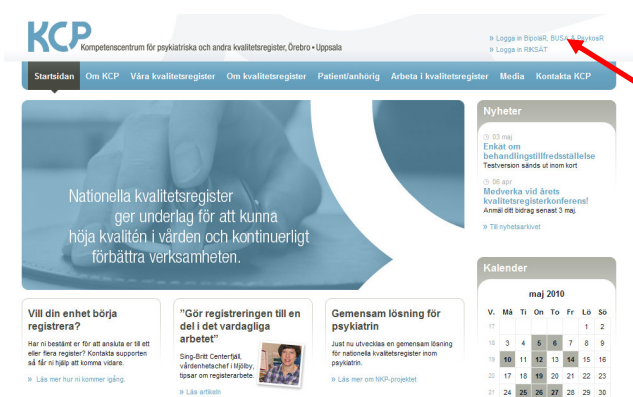 KCP
Kompetenscentrum för psykiatriska och andra kvalitetsregister, Örebro • Uppsala
» Logga in BipoläR, BUSA & PsykosR
» Logga in RIKSÄT
Startsidan Om KCP Våra kvalitetsregister Om kvalitetsregister Patient/anhörig Arbeta i kvalitetsregister Media Kontakta KCP
Nationella kvalitetsregister
ger underlag för att kunna
höja kvalitén i vården och kontinuerligt
förbättra verksamheten.
Nyheter
03 maj
Enkät om
behandlingstillfredsställelse
Testversion sänds ut inom kort
06 apr
Medverka vid årets
kvalitetsregisterkonferens!
Anmäl ditt bidrag senast 3 maj.
» Till nyhetsarkivet
Vill din enhet börja
registrera?
Har ni bestämt er för att ansluta er till ett
eller flera register? Kontakta supporten
så får ni hjälp att komma vidare.
» Läs mer hur ni kommer igång.
"Gör registreringen till en
del i det vardagliga
arbetet"
Sing-Britt Centerfjäll,
vårdenhetachef i Mjölby,
tipsar om registerarbete.
» Läs artikeln
Gemensam lösning för
psykiatrin
Just nu utvecklas en gemensam lösning
för nationella kvalitetsregister inom
psykiatrin.
» Läs mer om NKP-projektet
Kalender
maj 2010
V. Må Ti On To Fr Lö Sö
17 1 2
18 3 4 5 6 7 8 9
19 10 11 12 13 14 15 16
20 17 18 19 20 21 22 23
21 24 25 26 27 28 29 30